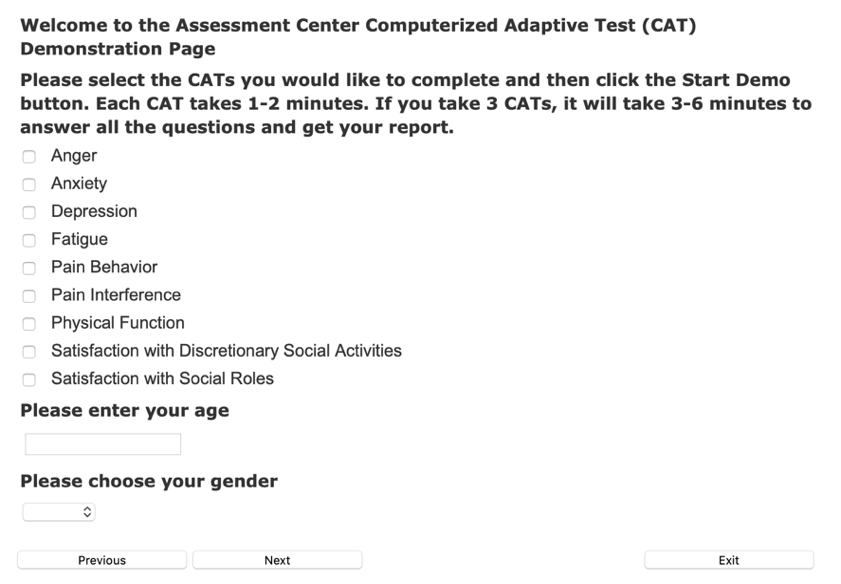 Welcome to the Assessment Center Computerized Adaptive Test (CAT)
Demonstration Page
Please select the CATs you would like to complete and then click the Start Demo
button. Each CAT takes 1-2 minutes. If you take 3 CATs, it will take 3-6 minutes to
answer all the questions and get your report.
Anger
Anxiety
Depression
Fatigue
Pain Behavior
Pain Interference
Physical Function
Satisfaction with Discretionary Social Activities
Satisfaction with Social Roles
Please enter your age
Please choose your gender
Previous Next Exit